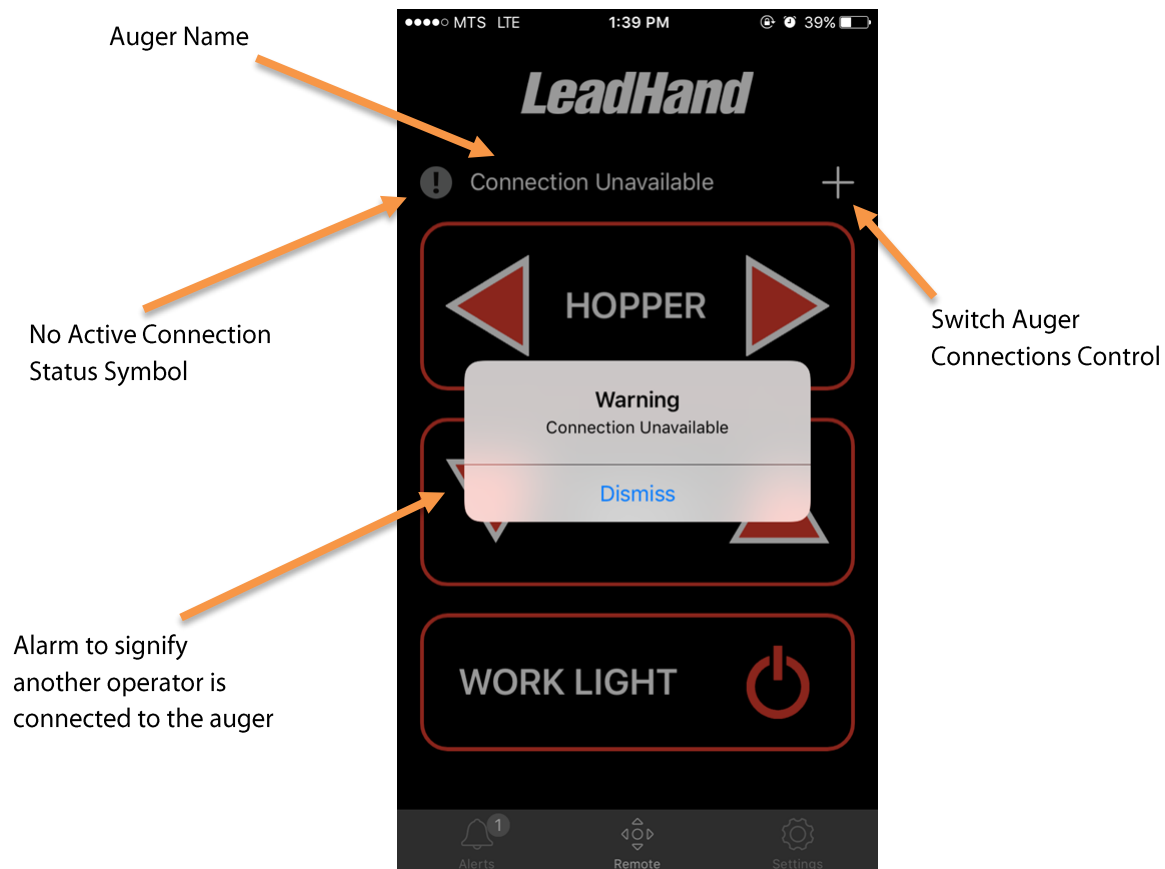 MTS LTE 1:39 PM 39%
Auger Name
LeadHand
! Connection Unavailable
HOPPER
Switch Auger
Connections Control
No Active Connection
Status Symbol
Warning
Connection Unavailable
Dismiss
Alarm to signify
another operator is
connected to the auger
WORK LIGHT
1
Alerts Remote Settings